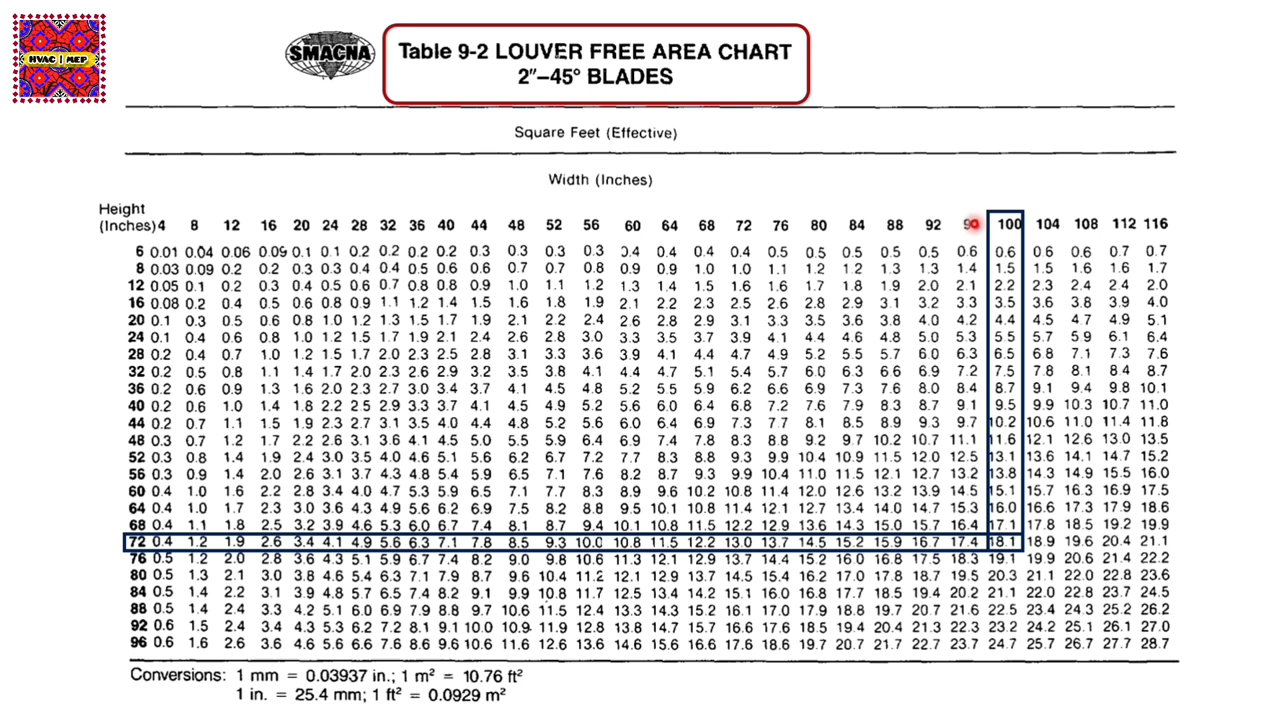 HVAC | MEP
SMACNA
Table 9-2 LOUVER FREE AREA CHART
2″–45° BLADES
Square Feet (Effective)
Width (Inches)
Height
(Inches) 4 8 12 16 20 24 28 32 36 40 44 48 52 56 60 64 68 72 76 80 84 88 92 100 104 108 112 116
6 0.01 0.04 0.06 0.09 0.1 0.1 0.2 0.2 0.2 0.2 0.3 0.3 0.3 0.3 0.4 0.4 0.4 0.4 0.5 0.5 0.5 0.5 0.5 0.6 0.6 0.6 0.6 0.7 0.7
8 0.03 0.09 0.2 0.2 0.3 0.3 0.4 0.4 0.5 0.6 0.6 0.7 0.7 0.8 0.9 0.9 1.0 1.0 1.1 1.2 1.2 1.3 1.3 1.4 1.5 1.5 1.6 1.6 1.7
12 0.05 0.1 0.2 0.3 0.4 0.5 0.6 0.7 0.8 0.8 0.9 1.0 1.1 1.2 1.3 1.4 1.5 1.6 1.6 1.7 1.8 1.9 2.0 2.1 2.2 2.3 2.4 2.4 2.0
16 0.08 0.2 0.4 0.5 0.6 0.8 0.9 1.1 1.2 1.4 1.5 1.6 1.8 1.9 2.1 2.2 2.3 2.5 2.6 2.8 2.9 3.1 3.2 3.3 3.5 3.6 3.8 3.9 4.0
20 0.1 0.3 0.5 0.6 0.8 1.0 1.2 1.3 1.5 1.7 1.9 2.1 2.2 2.4 2.6 2.8 2.9 3.1 3.3 3.5 3.6 3.8 4.0 4.2 4.4 4.5 4.7 4.9 5.1
24 0.1 0.4 0.6 0.8 1.0 1.2 1.5 1.7 1.9 2.1 2.4 2.6 2.8 3.0 3.3 3.5 3.7 3.9 4.1 4.4 4.6 4.8 5.0 5.3 5.5 5.7 5.9 6.1 6.4
28 0.2 0.4 0.7 1.0 1.2 1.5 1.7 2.0 2.3 2.5 2.8 3.1 3.3 3.6 3.9 4.1 4.4 4.7 4.9 5.2 5.5 5.7 6.0 6.3 6.5 6.8 7.1 7.3 7.6
32 0.2 0.5 0.8 1.1 1.4 1.7 2.0 2.3 2.6 2.9 3.2 3.5 3.8 4.1 4.4 4.7 5.1 5.4 5.7 6.0 6.3 6.6 6.9 7.2 7.5 7.8 8.1 8.4 8.7
36 0.2 0.6 0.9 1.3 1.6 2.0 2.3 2.7 3.0 3.4 3.7 4.1 4.5 4.8 5.2 5.5 5.9 6.2 6.6 6.9 7.3 7.6 8.0 8.4 8.7 9.1 9.4 9.8 10.1
40 0.2 0.6 1.0 1.4 1.8 2.2 2.5 2.9 3.3 3.7 4.1 4.5 4.9 5.2 5.6 6.0 6.4 6.8 7.2 7.6 7.9 8.3 8.7 9.1 9.5 9.9 10.3 10.7 11.0
44 0.2 0.7 1.1 1.5 1.9 2.3 2.7 3.1 3.5 4.0 4.4 4.8 5.2 5.6 6.0 6.4 6.9 7.3 7.7 8.1 8.5 8.9 9.3 9.7 10.2 10.6 11.0 11.4 11.8
48 0.3 0.7 1.2 1.7 2.2 2.6 3.1 3.6 4.1 4.5 5.0 5.5 5.9 6.4 6.9 7.4 7.8 8.3 8.8 9.2 9.7 10.2 10.7 11.1 11.6 12.1 12.6 13.0 13.5
52 0.3 0.8 1.4 1.9 2.4 3.0 3.5 4.0 4.6 5.1 5.6 6.2 6.7 7.2 7.7 8.3 8.8 9.3 9.9 10.4 10.9 11.5 12.0 12.5 13.1 13.6 14.1 14.7 15.2
56 0.3 0.9 1.4 2.0 2.6 3.1 3.7 4.3 4.8 5.4 5.9 6.5 7.1 7.6 8.2 8.7 9.3 9.9 10.4 11.0 11.5 12.1 12.7 13.2 13.8 14.3 14.9 15.5 16.0
60 0.4 1.0 1.6 2.2 2.8 3.4 4.0 4.7 5.3 5.9 6.5 7.1 7.7 8.3 8.9 9.6 10.2 10.8 11.4 12.0 12.6 13.2 13.9 14.5 15.1 15.7 16.3 16.9 17.5
64 0.4 1.0 1.7 2.3 3.0 3.6 4.3 4.9 5.6 6.2 6.9 7.5 8.2 8.8 9.5 10.1 10.8 11.4 12.1 12.7 13.4 14.0 14.7 15.3 16.0 16.6 17.3 17.9 18.6
68 0.4 1.1 1.8 2.5 3.2 3.9 4.6 5.3 6.0 6.7 7.4 8.1 8.7 9.4 10.1 10.8 11.5 12.2 12.9 13.6 14.3 15.0 15.7 16.4 17.1 17.8 18.5 19.2 19.9
72 0.4 1.2 1.9 2.6 3.4 4.1 4.9 5.6 6.3 7.1 7.8 8.5 9.3 10.0 10.8 11.5 12.2 13.0 13.7 14.5 15.2 15.9 16.7 17.4 18.1 18.9 19.6 20.4 21.1
76 0.5 1.2 2.0 2.8 3.6 4.3 5.1 5.9 6.7 7.4 8.2 9.0 9.8 10.6 11.3 12.1 12.9 13.7 14.4 15.2 16.0 16.8 17.5 18.3 19.1 19.9 20.6 21.4 22.2
80 0.5 1.3 2.1 3.0 3.8 4.6 5.4 6.3 7.1 7.9 8.7 9.6 10.4 11.2 12.1 12.9 13.7 14.5 15.4 16.2 17.0 17.8 18.7 19.5 20.3 21.1 22.0 22.8 23.6
84 0.5 1.4 2.2 3.1 3.9 4.8 5.7 6.5 7.4 8.2 9.1 9.9 10.8 11.7 12.5 13.4 14.2 15.1 16.0 16.8 17.7 18.5 19.4 20.2 21.1 22.0 22.8 23.7 24.5
88 0.5 1.4 2.4 3.3 4.2 5.1 6.0 6.9 7.9 8.8 9.7 10.6 11.5 12.4 13.3 14.3 15.2 16.1 17.0 17.9 18.8 19.7 20.7 21.6 22.5 23.4 24.3 25.2 26.2
92 0.6 1.5 2.4 3.4 4.3 5.3 6.2 7.2 8.1 9.1 10.0 10.9 11.9 12.8 13.8 14.7 15.7 16.6 17.6 18.5 19.4 20.4 21.3 22.3 23.2 24.2 25.1 26.1 27.0
96 0.6 1.6 2.6 3.6 4.6 5.6 6.6 7.6 8.6 9.6 10.6 11.6 12.6 13.6 14.6 15.6 16.6 17.6 18.6 19.7 20.7 21.7 22.7 23.7 24.7 25.7 26.7 27.7 28.7
Conversions: 1 mm = 0.03937 in.; 1 m² = 10.76 ft²
1 in. = 25.4 mm; 1 ft² = 0.0929 m²